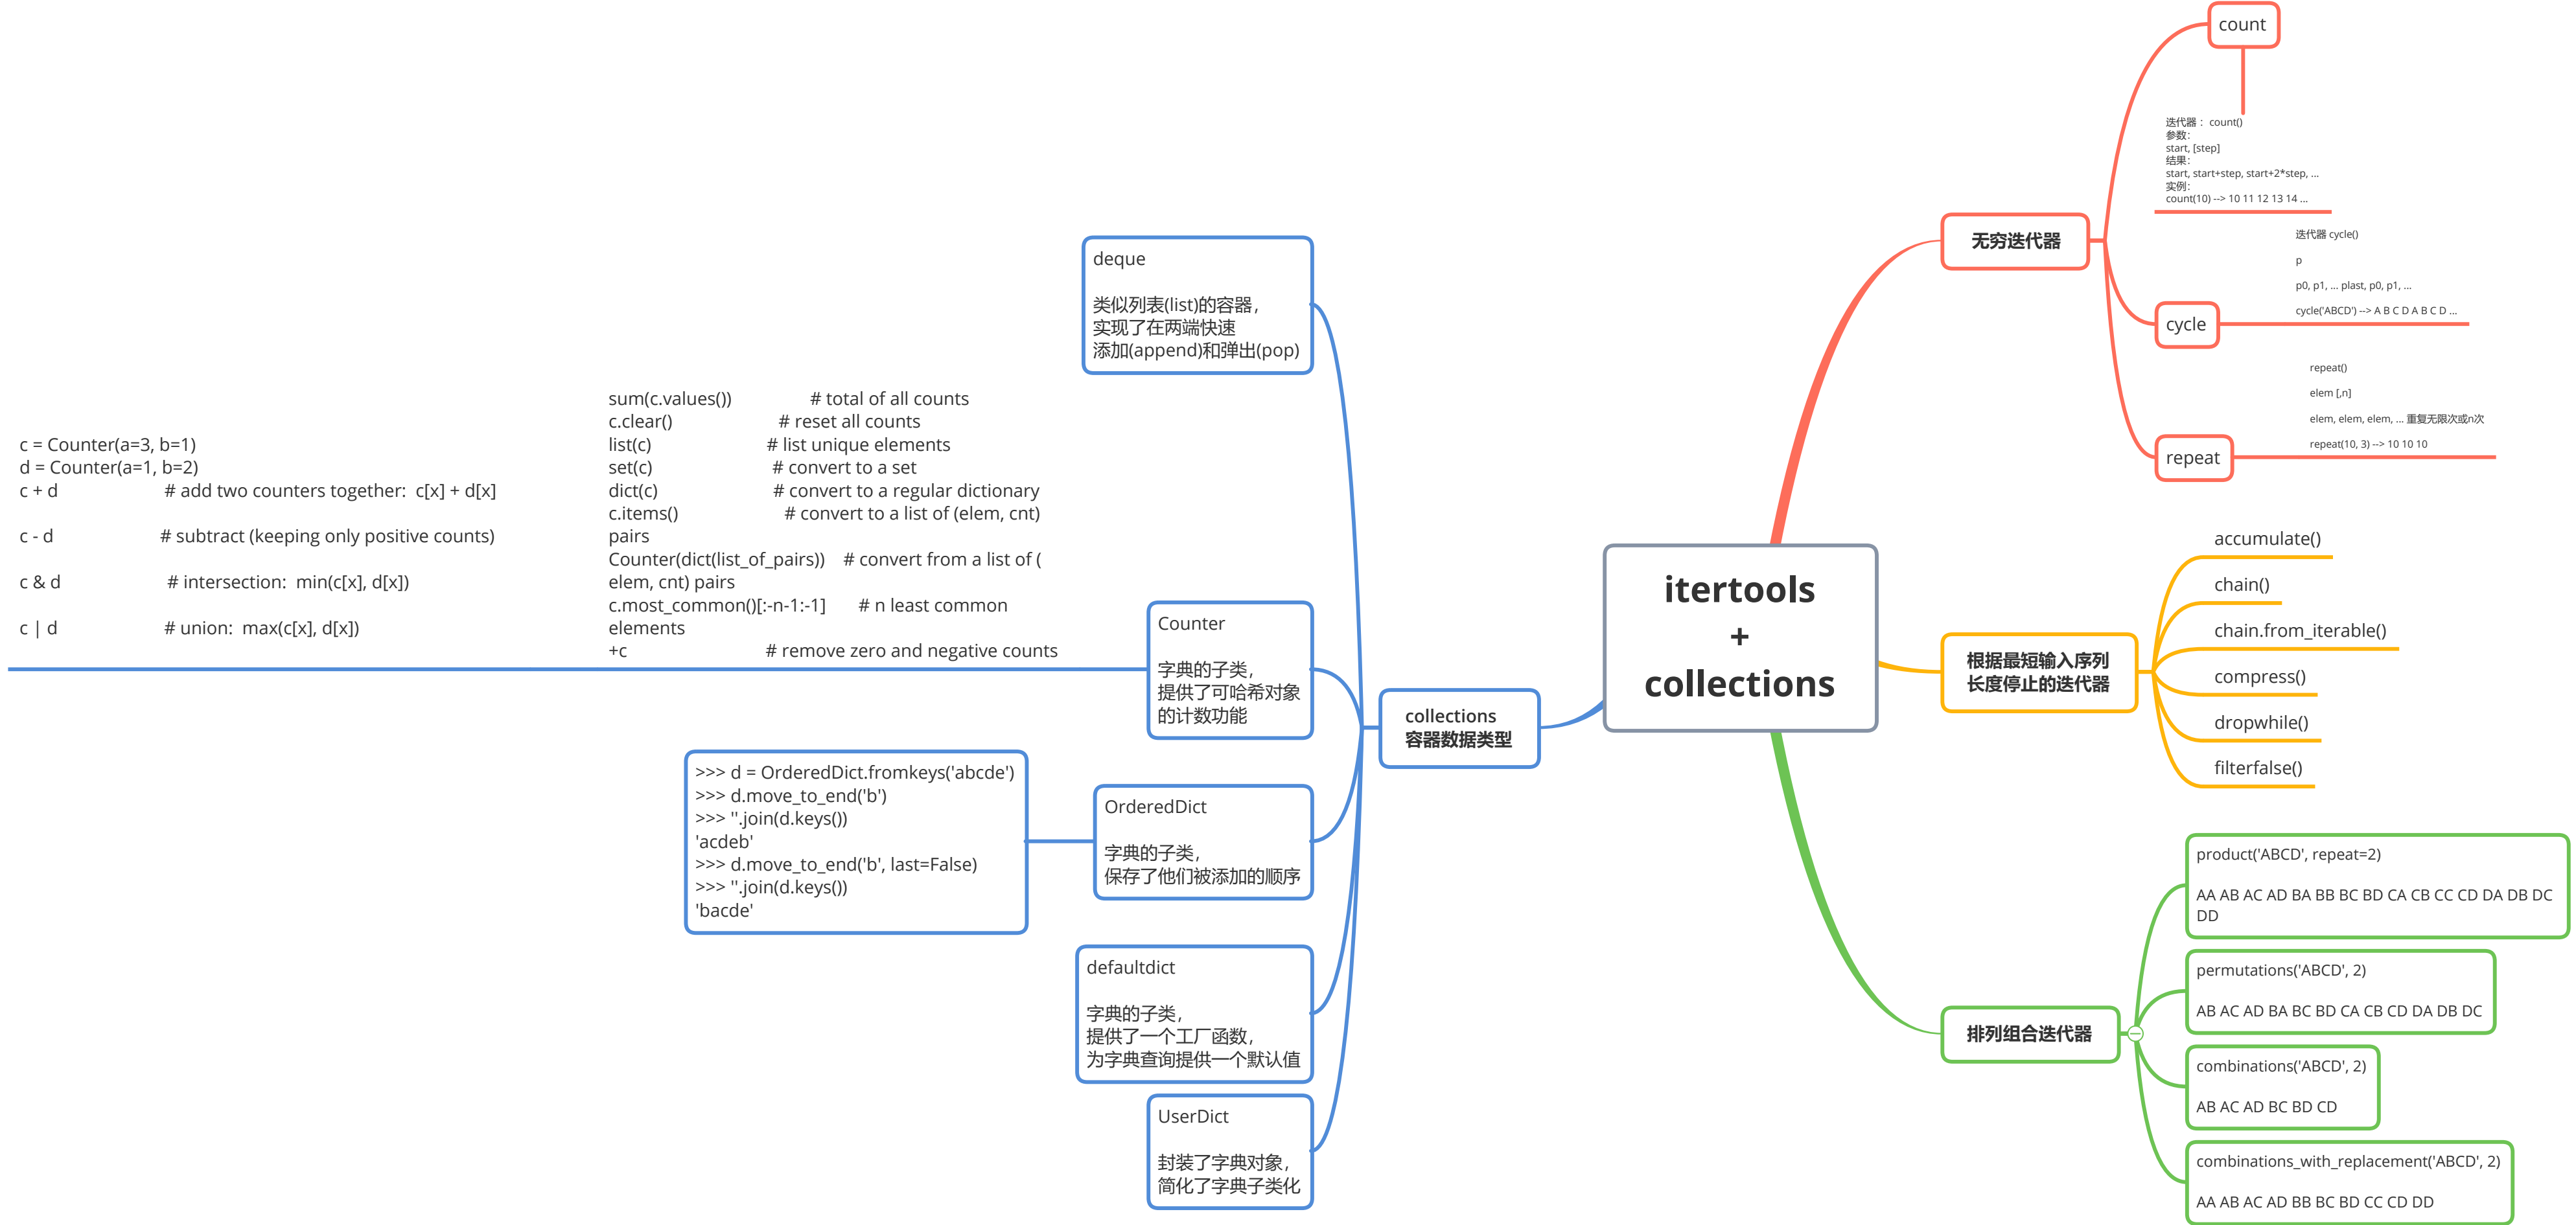 itertools
+
collections
无穷迭代器
count
迭代器： count()
参数：
start, [step]
结果：
start, start+step, start+2*step, ...
实例：
count(10) --> 10 11 12 13 14 ...
cycle
迭代器 cycle()
p
p0, p1, ... plast, p0, p1, ...
cycle('ABCD') --> A B C D A B C D ...
repeat
repeat()
elem [,n]
elem, elem, elem, ... 重复无限次或n次
repeat(10, 3) --> 10 10 10
根据最短输入序列
长度停止的迭代器
accumulate()
chain()
chain.from_iterable()
compress()
dropwhile()
filterfalse()
排列组合迭代器
product('ABCD', repeat=2)
AA AB AC AD BA BB BC BD CA CB CC CD DA DB DC
DD
permutations('ABCD', 2)
AB AC AD BA BC BD CA CB CD DA DB DC
combinations('ABCD', 2)
AB AC AD BC BD CD
combinations_with_replacement('ABCD', 2)
AA AB AC AD BB BC BD CC CD DD
collections
容器数据类型
deque
类似列表(list)的容器，
实现了在两端快速
添加(append)和弹出(pop)
Counter
字典的子类，
提供了可哈希对象
的计数功能
sum(c.values()) # total of all counts
c.clear() # reset all counts
list(c) # list unique elements
set(c) # convert to a set
dict(c) # convert to a regular dictionary
c.items() # convert to a list of (elem, cnt)
pairs
Counter(dict(list_of_pairs)) # convert from a list of (
elem, cnt) pairs
c.most_common()[:-n-1:-1] # n least common
elements
+c # remove zero and negative counts
c = Counter(a=3, b=1)
d = Counter(a=1, b=2)
c + d # add two counters together: c[x] + d[x]
c - d # subtract (keeping only positive counts)
c & d # intersection: min(c[x], d[x])
c | d # union: max(c[x], d[x])
OrderedDict
字典的子类，
保存了他们被添加的顺序
>>> d = OrderedDict.fromkeys('abcde')
>>> d.move_to_end('b')
>>> ''.join(d.keys())
'acdeb'
>>> d.move_to_end('b', last=False)
>>> ''.join(d.keys())
'bacde'
defaultdict
字典的子类，
提供了一个工厂函数，
为字典查询提供一个默认值
UserDict
封装了字典对象，
简化了字典子类化